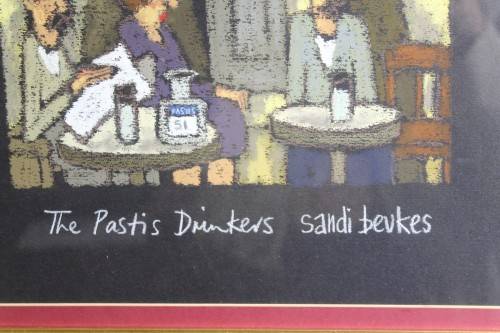 PASTIS
51
The Pastis Drinkers sandi beukes